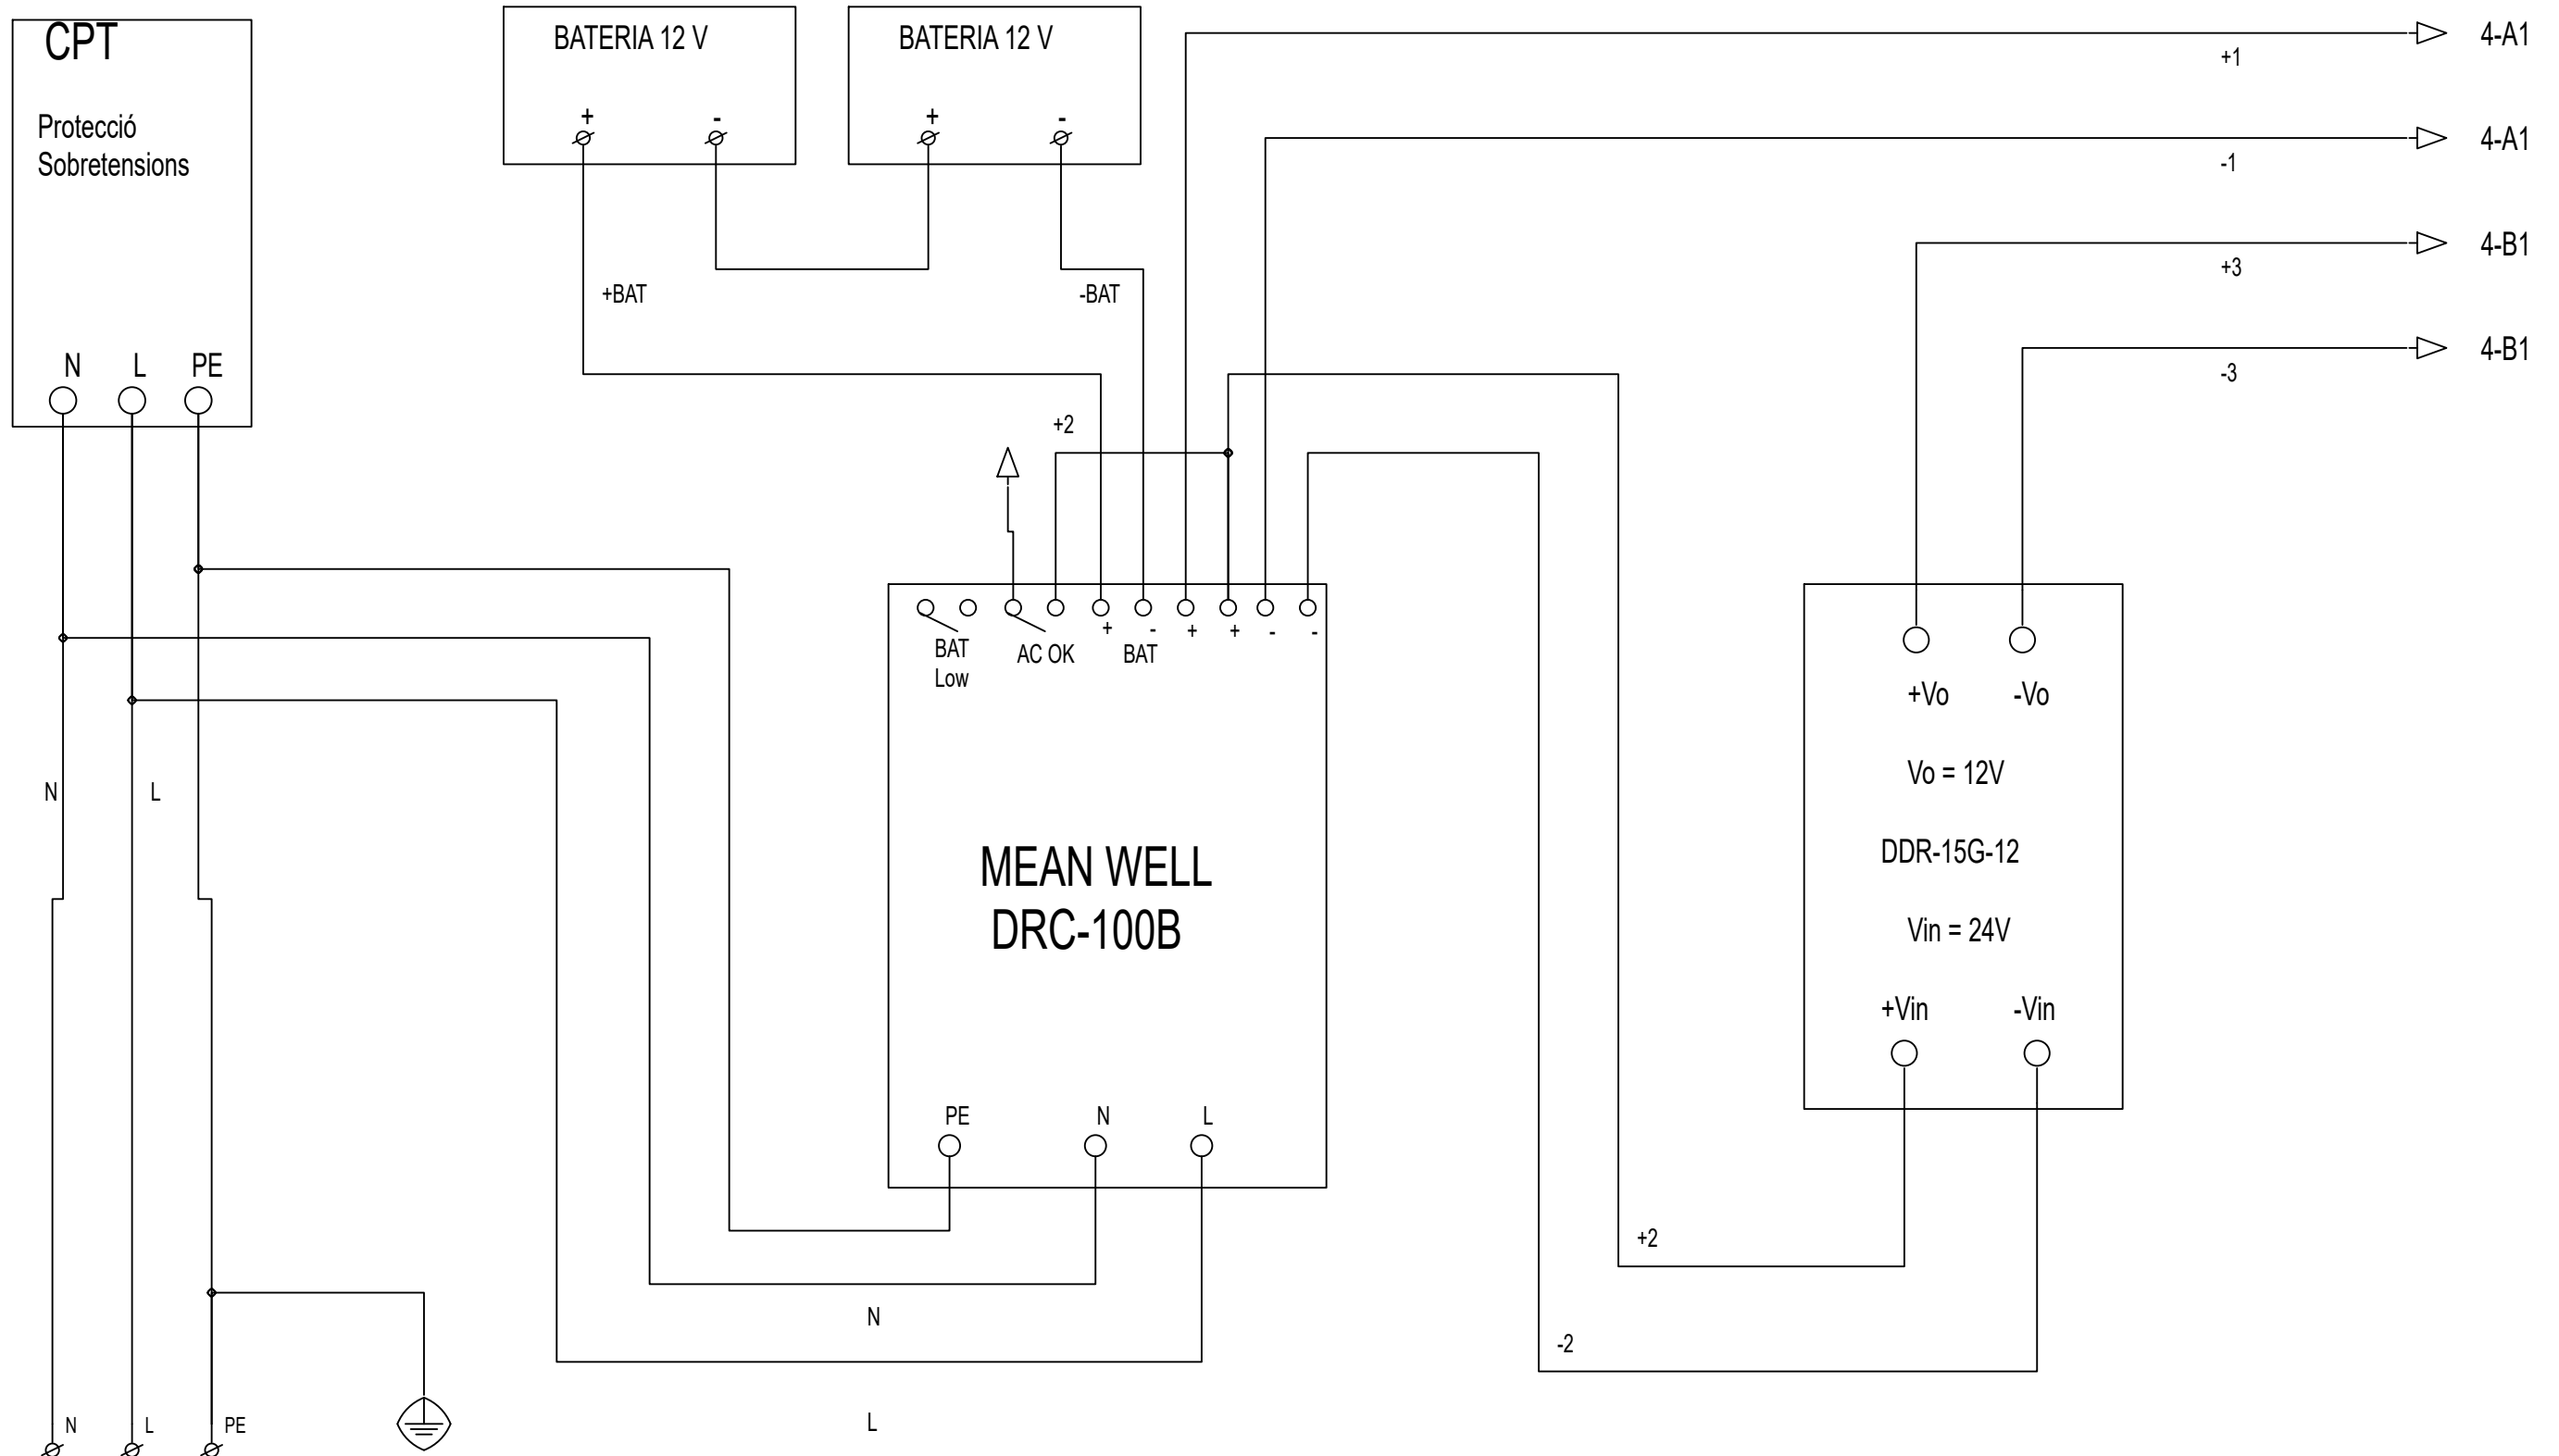 CPT
Protecció
Sobretensions
N L PE
BATERIA 12 V
+ -
BATERIA 12 V
+ -
+BAT
-BAT
+1
4-A1
-1
4-A1
+3
4-B1
-3
4-B1
+2
BAT
Low
AC OK
+ -
BAT
+ + - -
MEAN WELL
DRC-100B
PE N L
+Vo -Vo
Vo = 12V
DDR-15G-12
Vin = 24V
+Vin -Vin
N L
+2
-2
N
L
N L PE